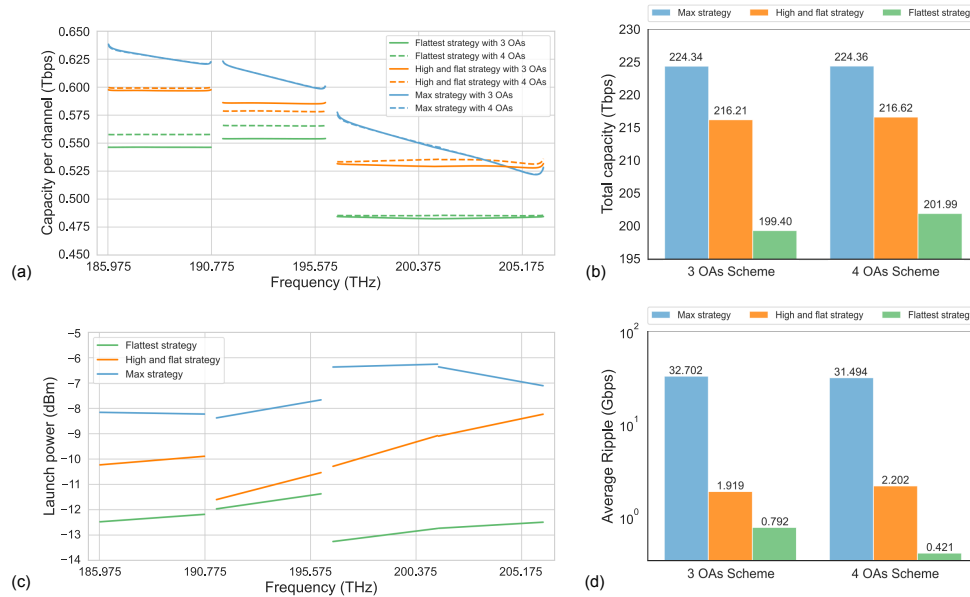 0.650
0.625
0.600
0.575
0.550
0.525
0.500
0.475
0.450
Capacity per channel (Tbps)
Flattest strategy with 3 OAs
Flattest strategy with 4 OAs
High and flat strategy with 3 OAs
High and flat strategy with 4 OAs
Max strategy with 3 OAs
Max strategy with 4 OAs
185.975 190.775 195.575 200.375 205.175
Frequency (THz)
(a)
Max strategy High and flat strategy Flattest strategy
230
225
220
215
210
205
200
195
Total capacity (Tbps)
224.34
216.21
199.40
224.36
216.62
201.99
3 OAs Scheme 4 OAs Scheme
(b)
−5
−6
−7
−8
−9
−10
−11
−12
−13
−14
Launch power (dBm)
Flattest strategy
High and flat strategy
Max strategy
185.975 190.775 195.575 200.375 205.175
Frequency (THz)
(c)
Max strategy High and flat strategy Flattest strateg
10²
10¹
10⁰
Average Ripple (Gbps)
32.702
1.919
0.792
31.494
2.202
0.421
3 OAs Scheme 4 OAs Scheme
(d)